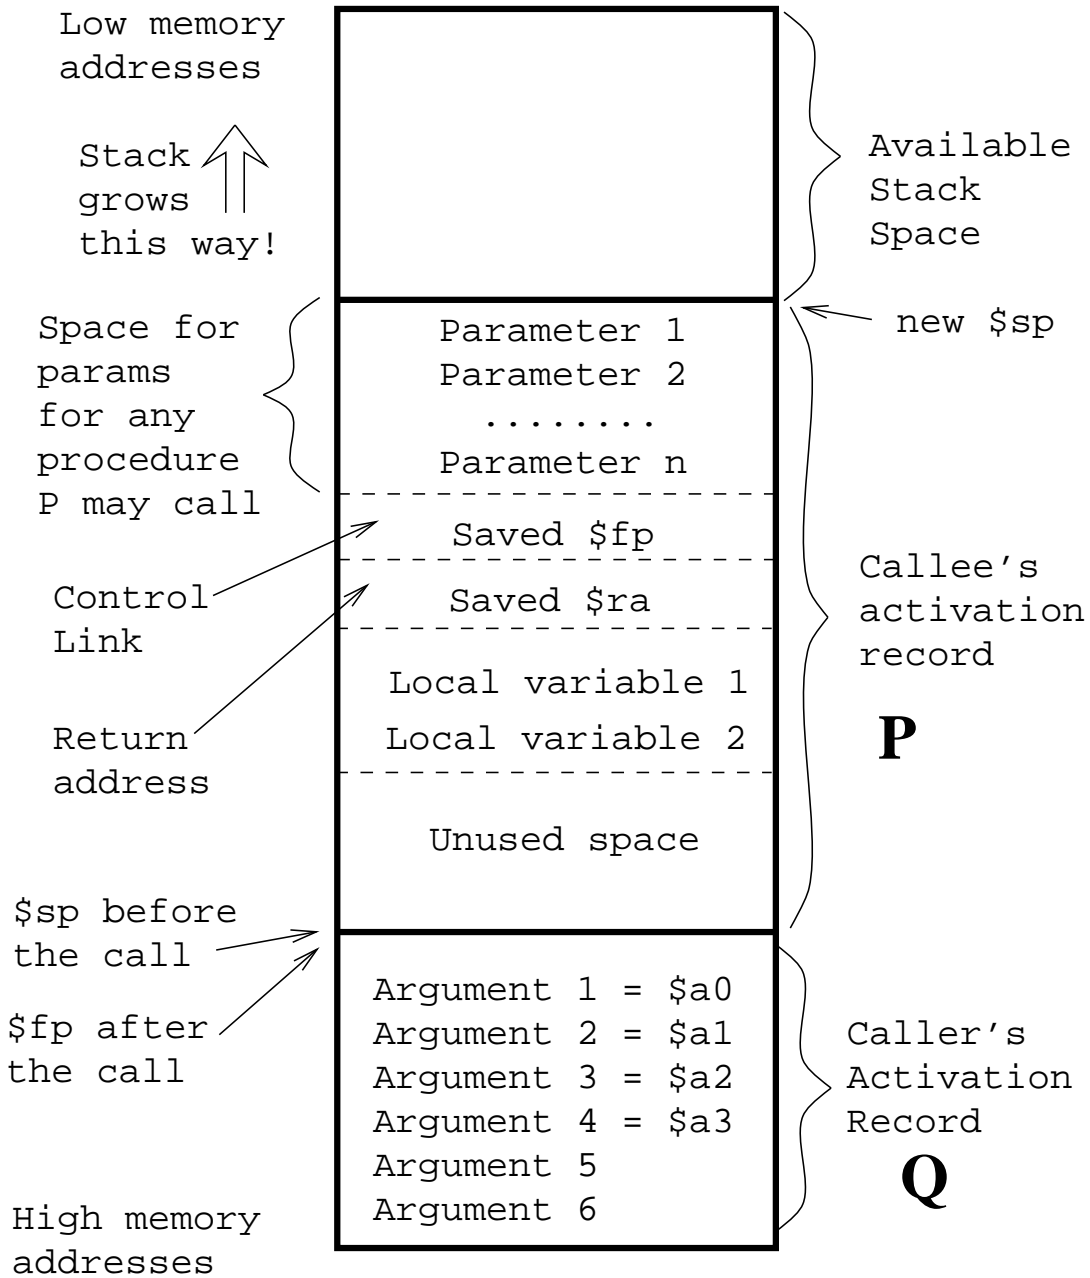 Low memory
addresses
Stack
grows
this way!
Available
Stack
Space
new $sp
Space for
params
for any
procedure
P may call
Parameter 1
Parameter 2
........
Parameter n
Saved $fp
Saved $ra
Control
Link
Return
address
Local variable 1
Local variable 2
Unused space
Callee's
activation
record
P
$sp before
the call
$fp after
the call
Argument 1 = $a0
Argument 2 = $a1
Argument 3 = $a2
Argument 4 = $a3
Argument 5
Argument 6
Caller's
Activation
Record
Q
High memory
addresses